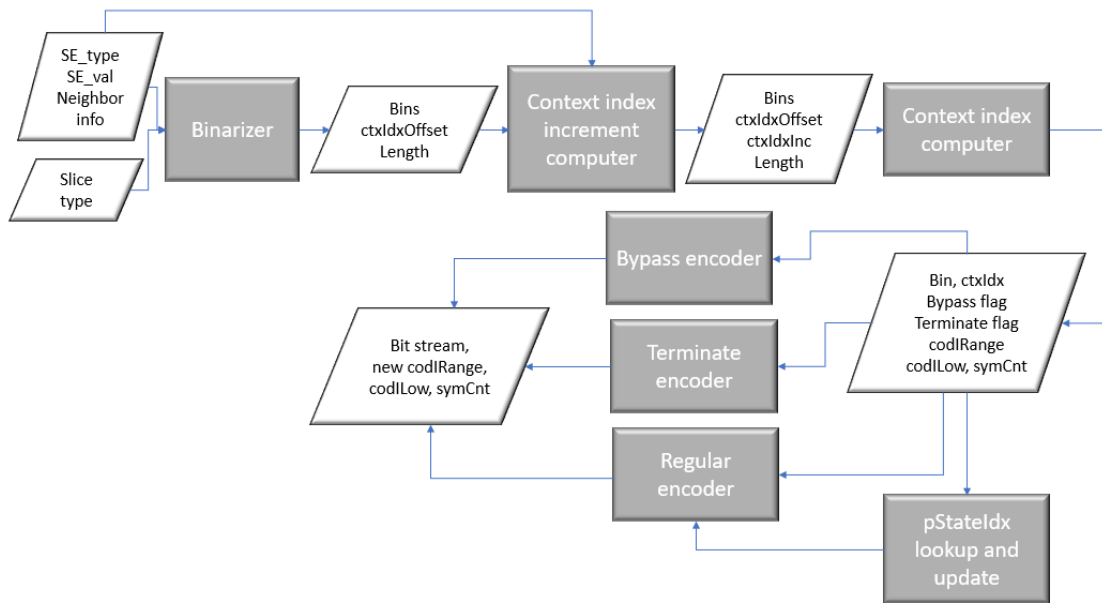 SE_type
SE_val
Neighbor
info
Slice
type
Binarizer
Bins
ctxIdxOffset
Length
Context index
increment
computer
Bins
ctxIdxOffset
ctxIdxInc
Length
Context index
computer
Bypass encoder
Bin, ctxIdx
Bypass flag
Terminate flag
codIRange
codILow, symCnt
Terminate
encoder
Bit stream,
new codIRange,
codILow, symCnt
Regular
encoder
pStateIdx
lookup and
update